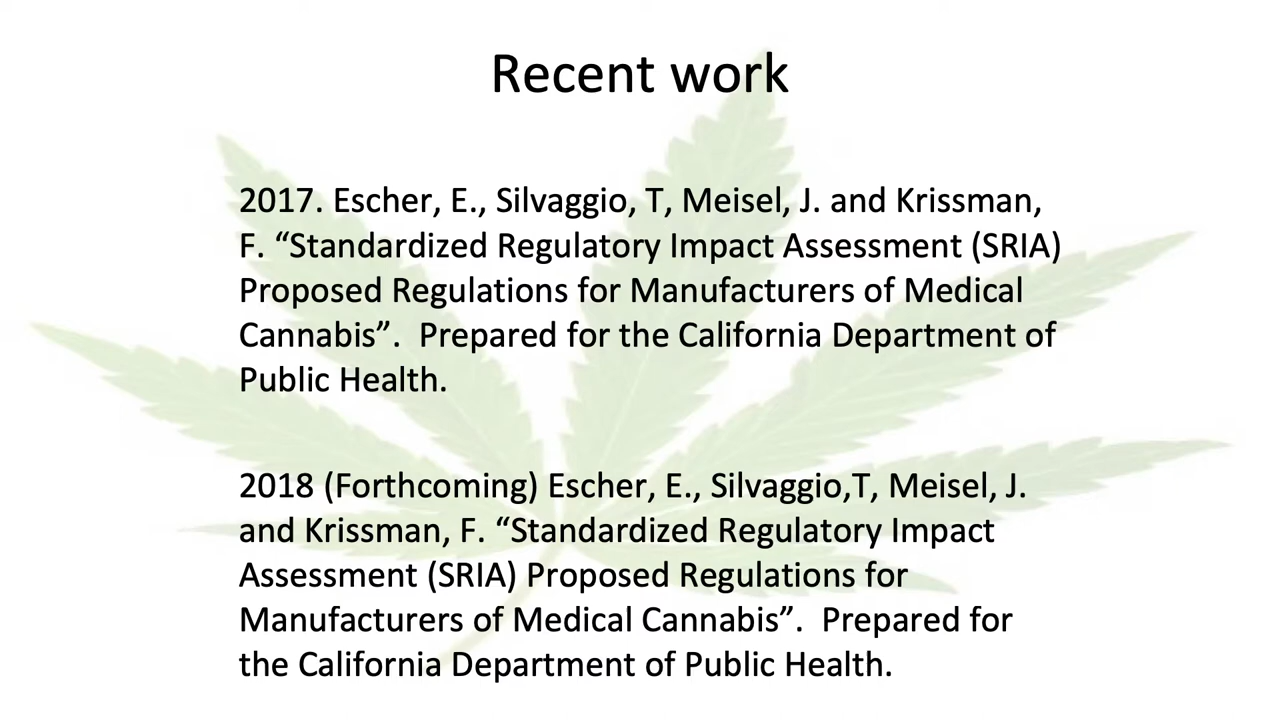 Recent work
2017. Escher, E., Silvaggio, T, Meisel, J. and Krissman,
F. “Standardized Regulatory Impact Assessment (SRIA)
Proposed Regulations for Manufacturers of Medical
Cannabis”.  Prepared for the California Department of
Public Health.
2018 (Forthcoming) Escher, E., Silvaggio,T, Meisel, J.
and Krissman, F. “Standardized Regulatory Impact
Assessment (SRIA) Proposed Regulations for
Manufacturers of Medical Cannabis”.  Prepared for
the California Department of Public Health.